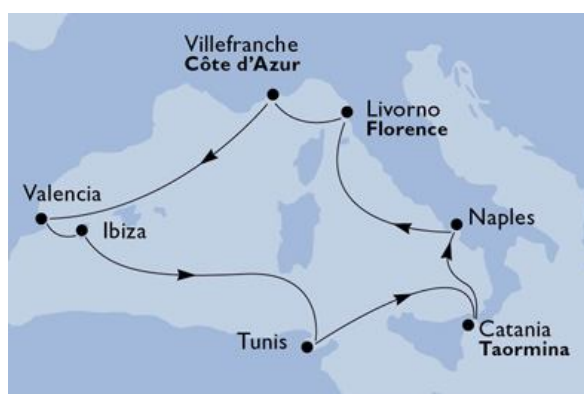 Villefranche
Côte d'Azur
Livorno
Florence
Valencia
Ibiza
Naples
Tunis
Catania
Taormina